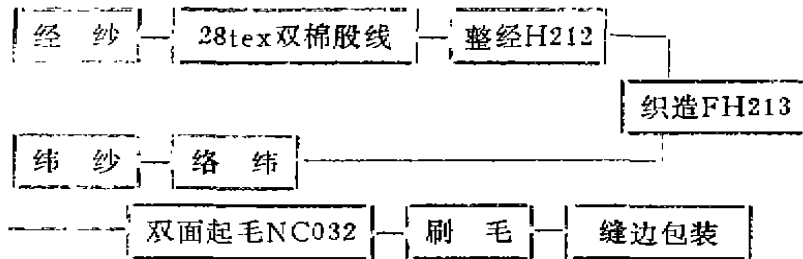 经 纱 28tex双棉股线 整经H212
织造FH213
纬 纱 络 纬
双面起毛NC032 刷 毛 缝边包装